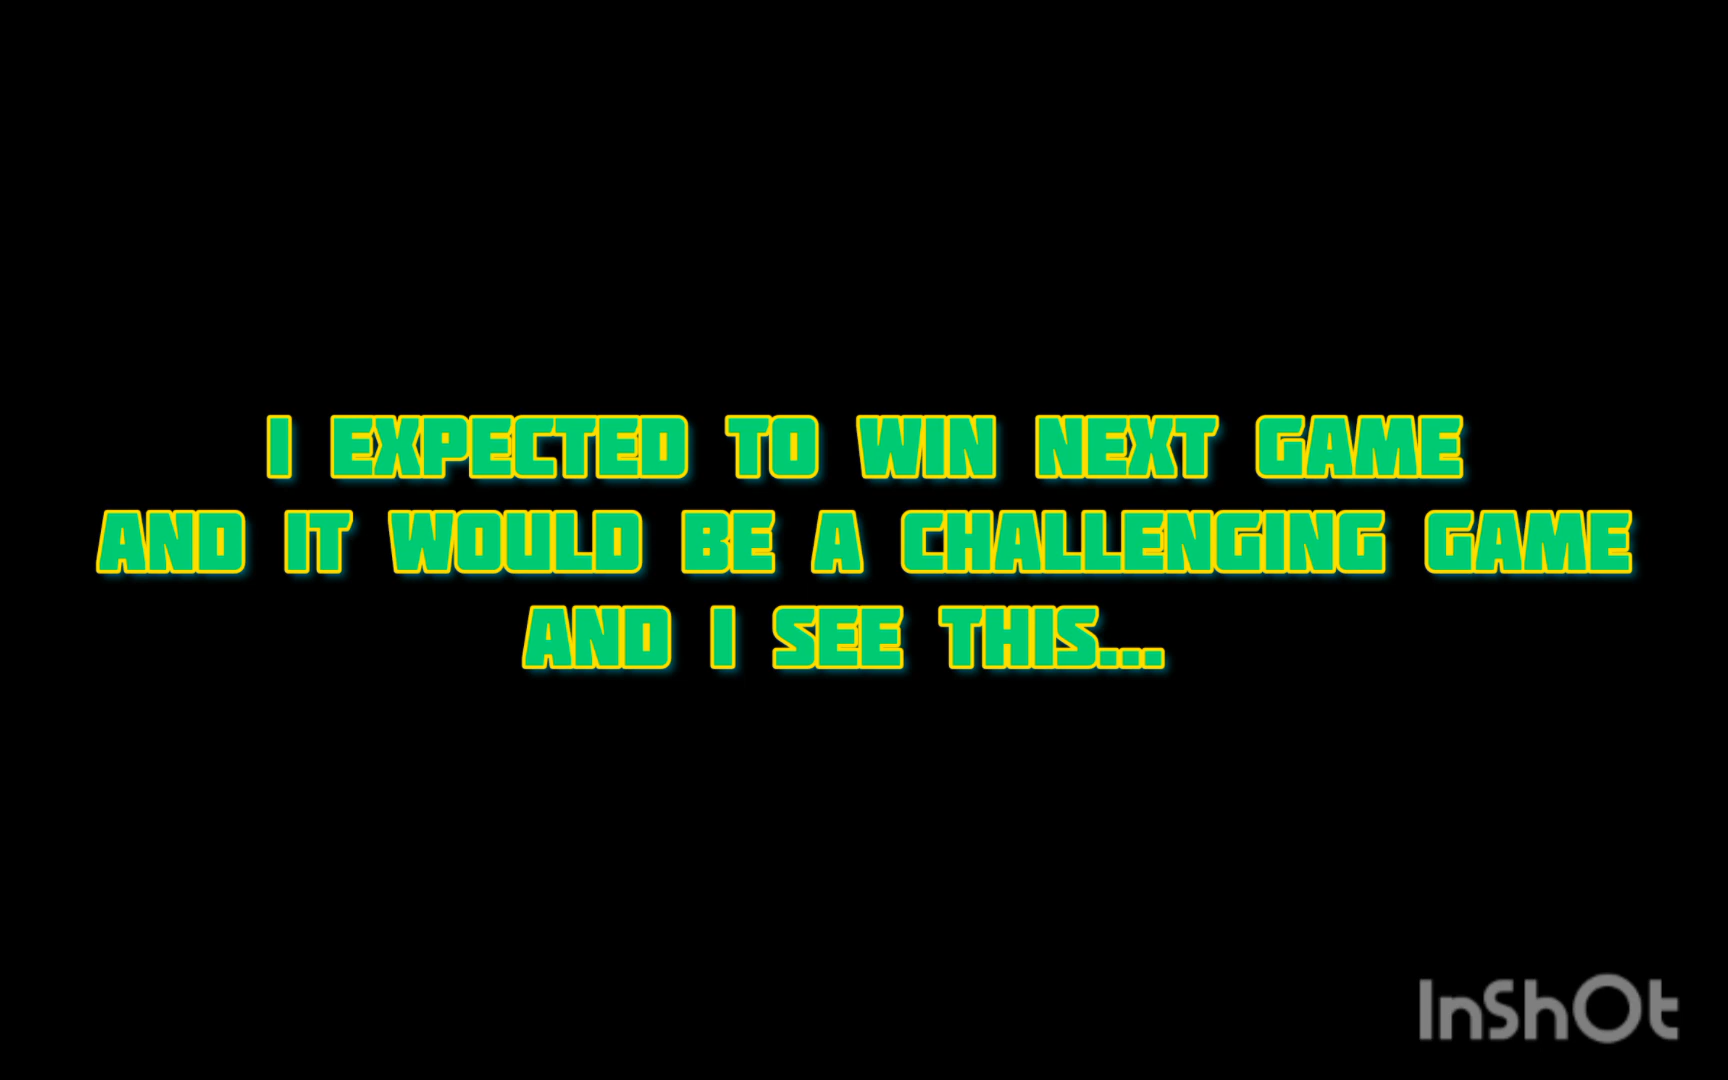 I EXPECTED TO WIN NEXT GAME
AND IT WOULD BE A CHALLENGING GAME
AND I SEE THIS...
InShOt